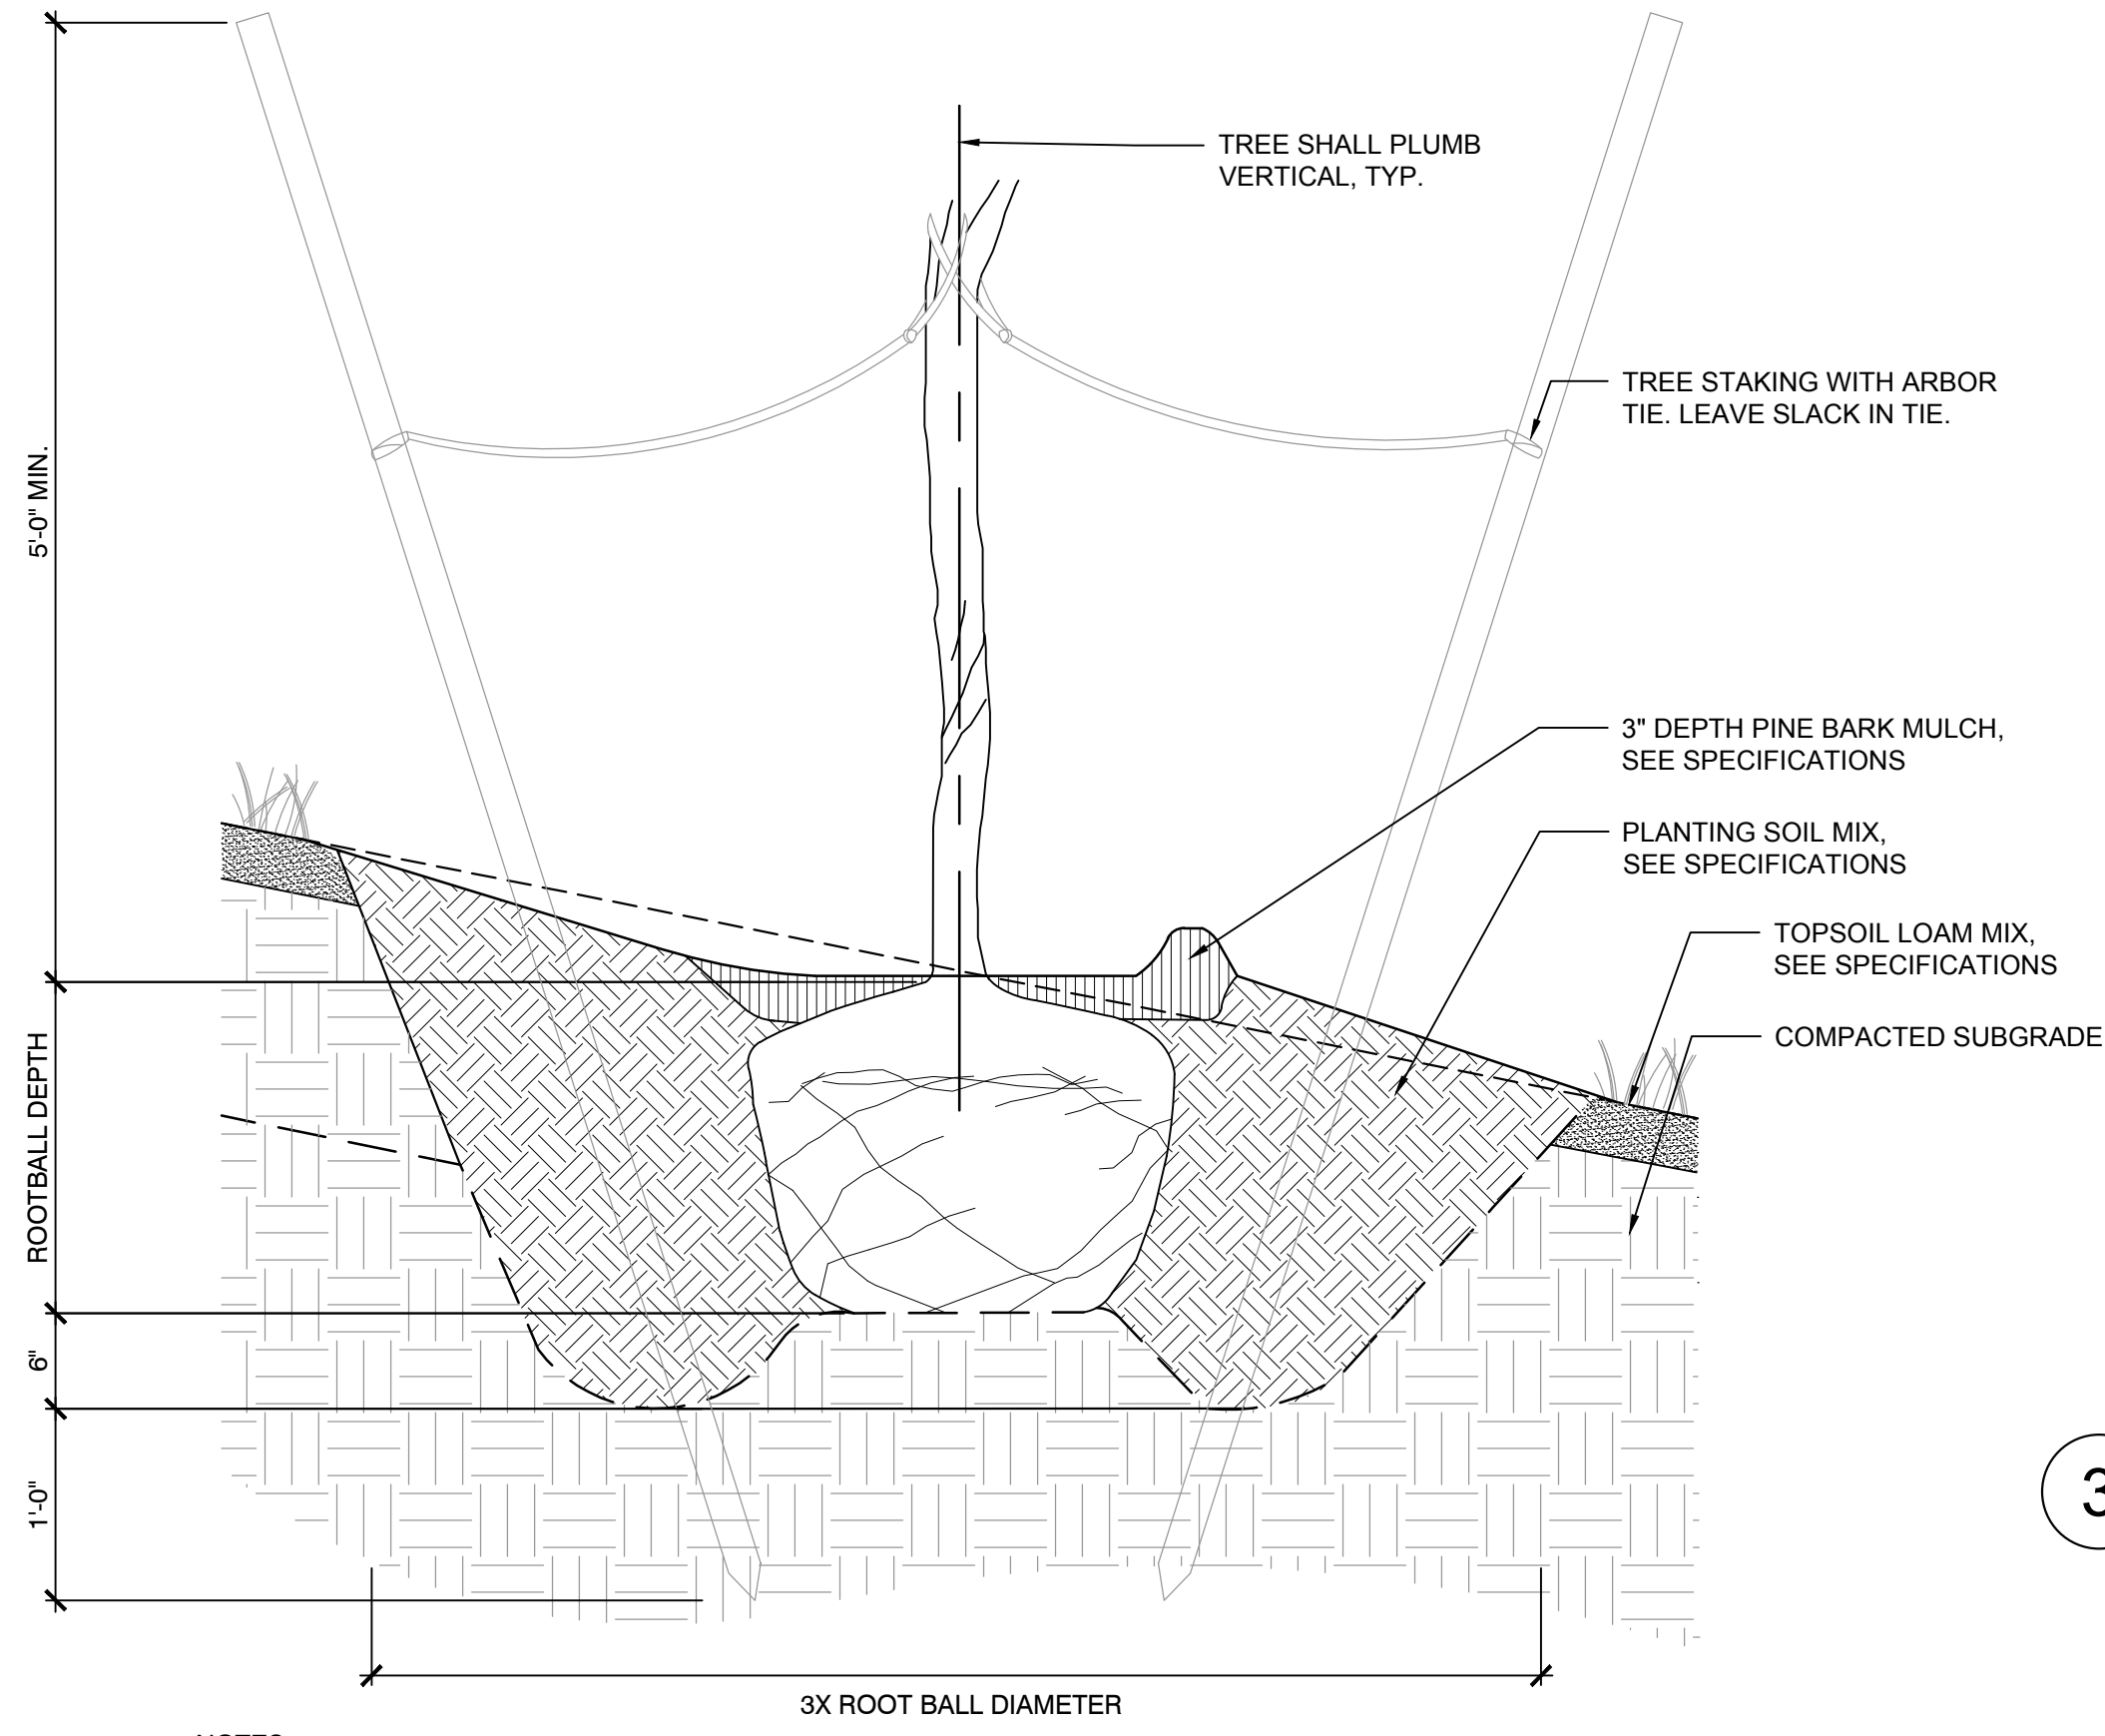 TREE SHALL PLUMB
VERTICAL, TYP.
TREE STAKING WITH ARBOR
TIE. LEAVE SLACK IN TIE.
5'-0" MIN.
3" DEPTH PINE BARK MULCH,
SEE SPECIFICATIONS
PLANTING SOIL MIX,
SEE SPECIFICATIONS
TOPSOIL LOAM MIX,
SEE SPECIFICATIONS
COMPACTED SUBGRADE
ROOTBALL DEPTH
6"
1'-0"
3
3X ROOT BALL DIAMETER